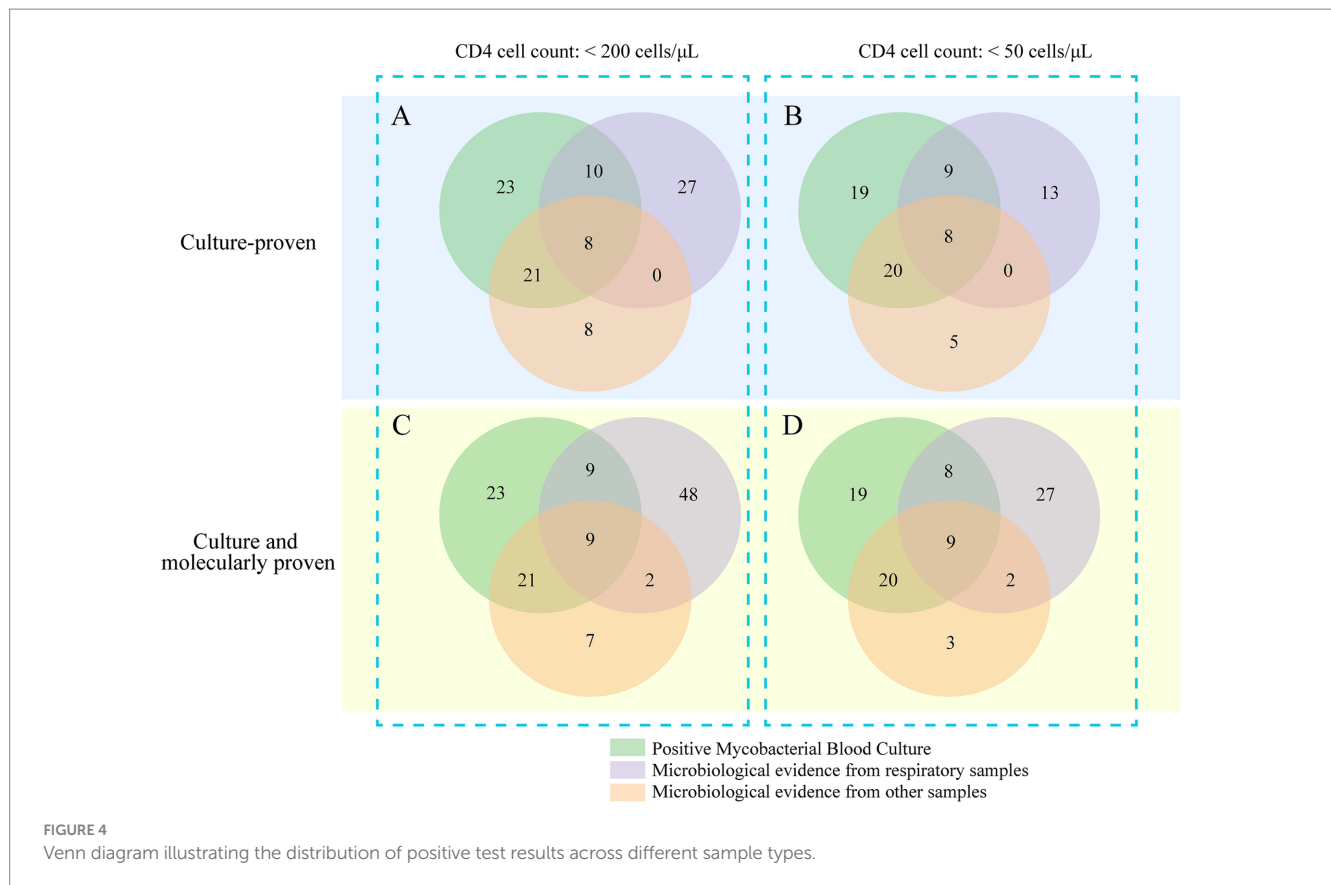 CD4 cell count: < 200 cells/μL
CD4 cell count: < 50 cells/μL
Culture-proven
A
23
10
27
8
21
0
8
B
19
9
13
8
20
0
5
Culture and
molecularly proven
C
23
9
48
9
21
2
7
D
19
8
27
9
20
2
3
Positive Mycobacterial Blood Culture
Microbiological evidence from respiratory samples
Microbiological evidence from other samples
FIGURE 4
Venn diagram illustrating the distribution of positive test results across different sample types.